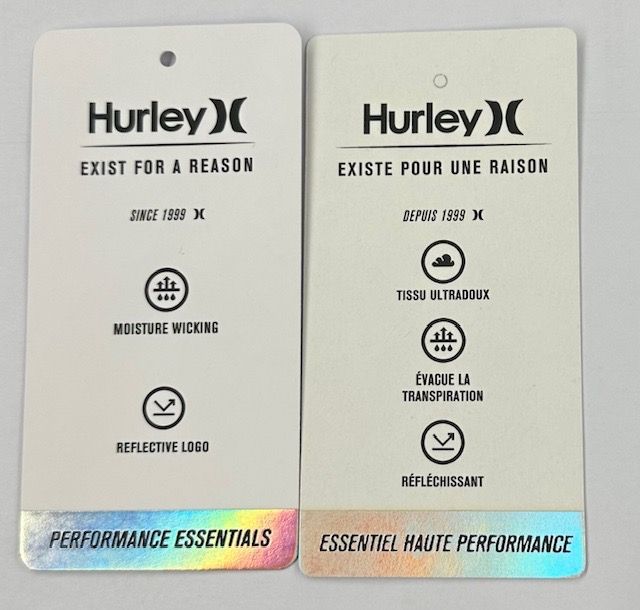 Hurley
EXIST FOR A REASON
SINCE 1999
MOISTURE WICKING
REFLECTIVE LOGO
PERFORMANCE ESSENTIALS
Hurley
EXISTE POUR UNE RAISON
DEPUIS 1999
TISSU ULTRADOUX
ÉVACUE LA
TRANSPIRATION
RÉFLÉCHISSANT
ESSENTIEL HAUTE PERFORMANCE